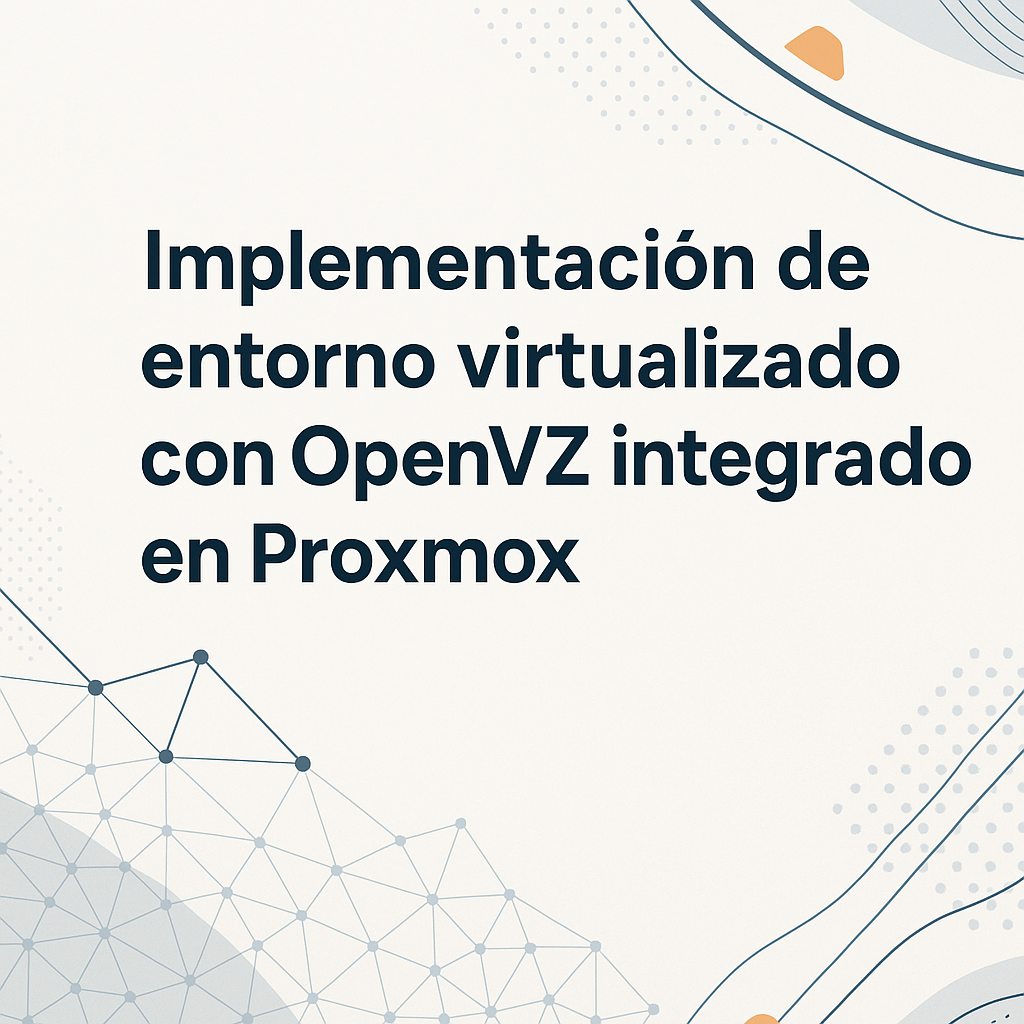 Implementación de
entorno virtualizado
con OpenVZ integrado
en Proxmox